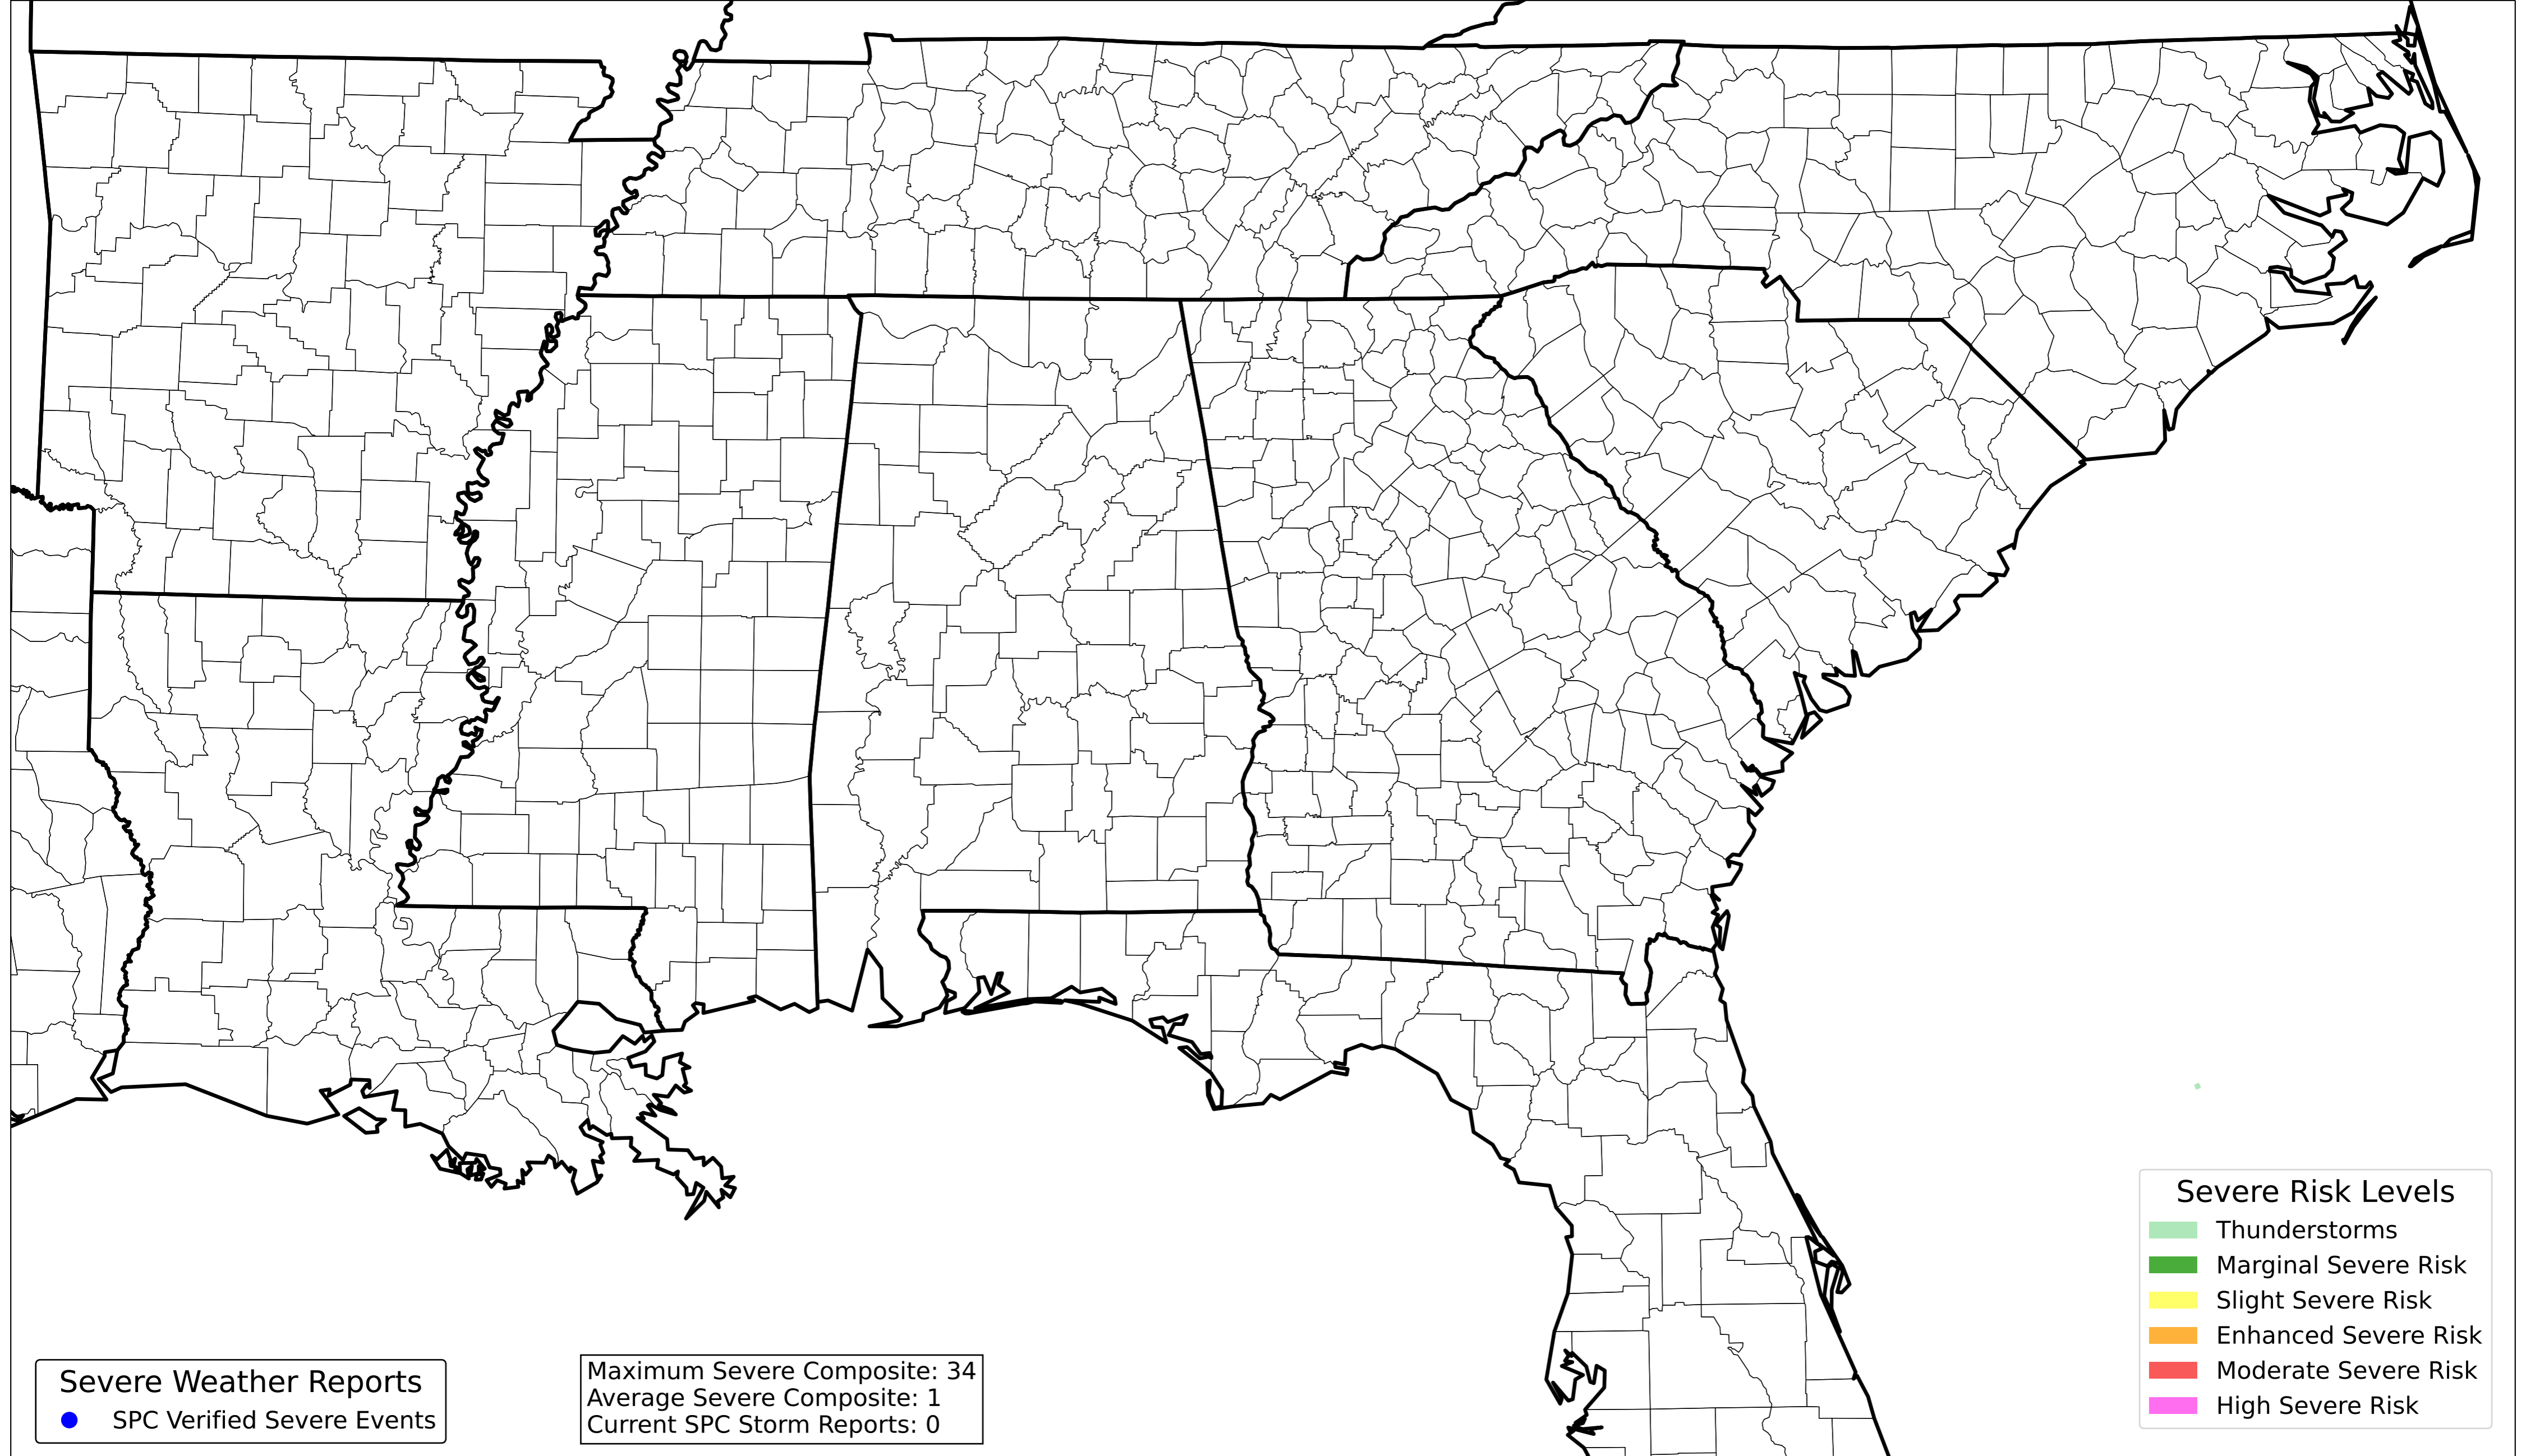 Severe Risk Levels
Thunderstorms
Marginal Severe Risk
Slight Severe Risk
Enhanced Severe Risk
Moderate Severe Risk
High Severe Risk
Severe Weather Reports
SPC Verified Severe Events
Maximum Severe Composite: 34
Average Severe Composite: 1
Current SPC Storm Reports: 0